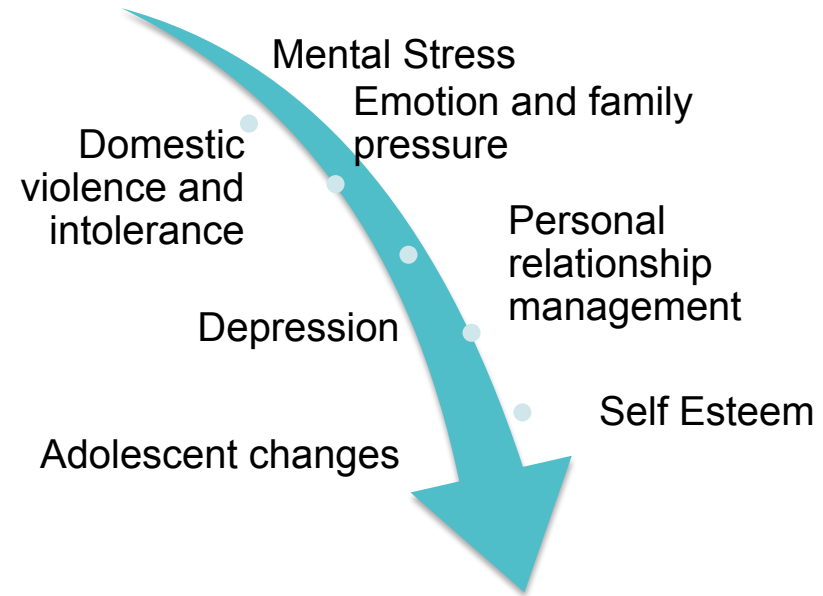 Mental Stress
Emotion and family
pressure
Domestic
violence and
intolerance
Personal
relationship
management
Depression
Self Esteem
Adolescent changes